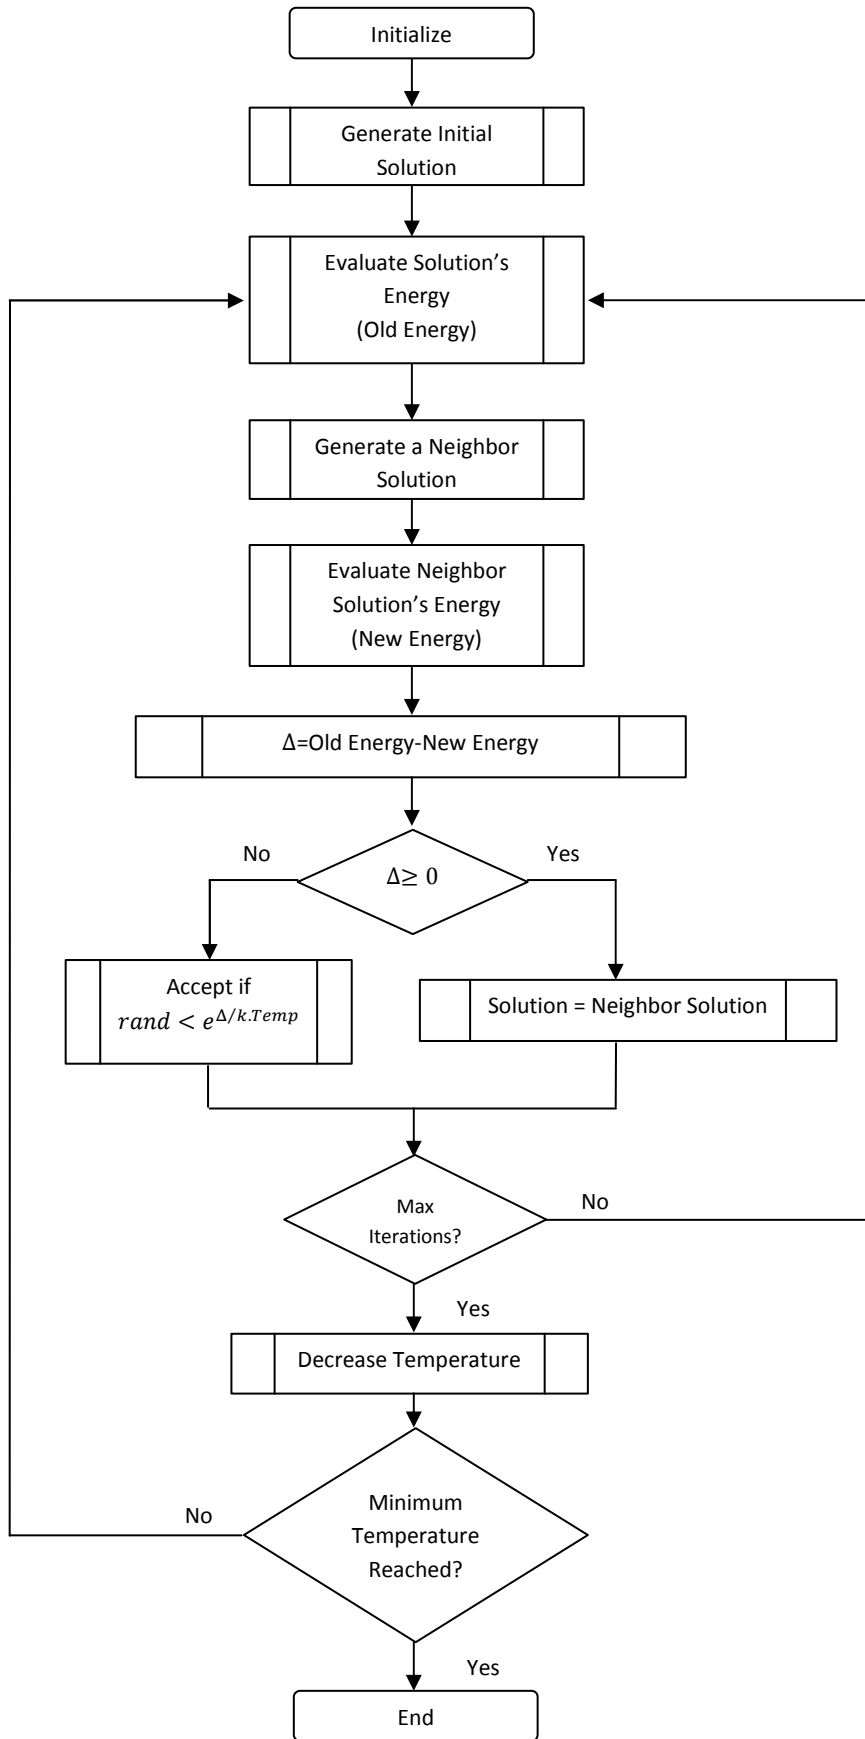 Initialize
Generate Initial
Solution
Evaluate Solution’s
Energy
(Old Energy)
Generate a Neighbor
Solution
Evaluate Neighbor
Solution’s Energy
(New Energy)
Δ=Old Energy-New Energy
No
Yes
Δ≥ 0
Accept if
rand < e^{Δ/k.Temp}
Solution = Neighbor Solution
Max
Iterations?
No
Yes
Decrease Temperature
No
Minimum
Temperature
Reached?
Yes
End